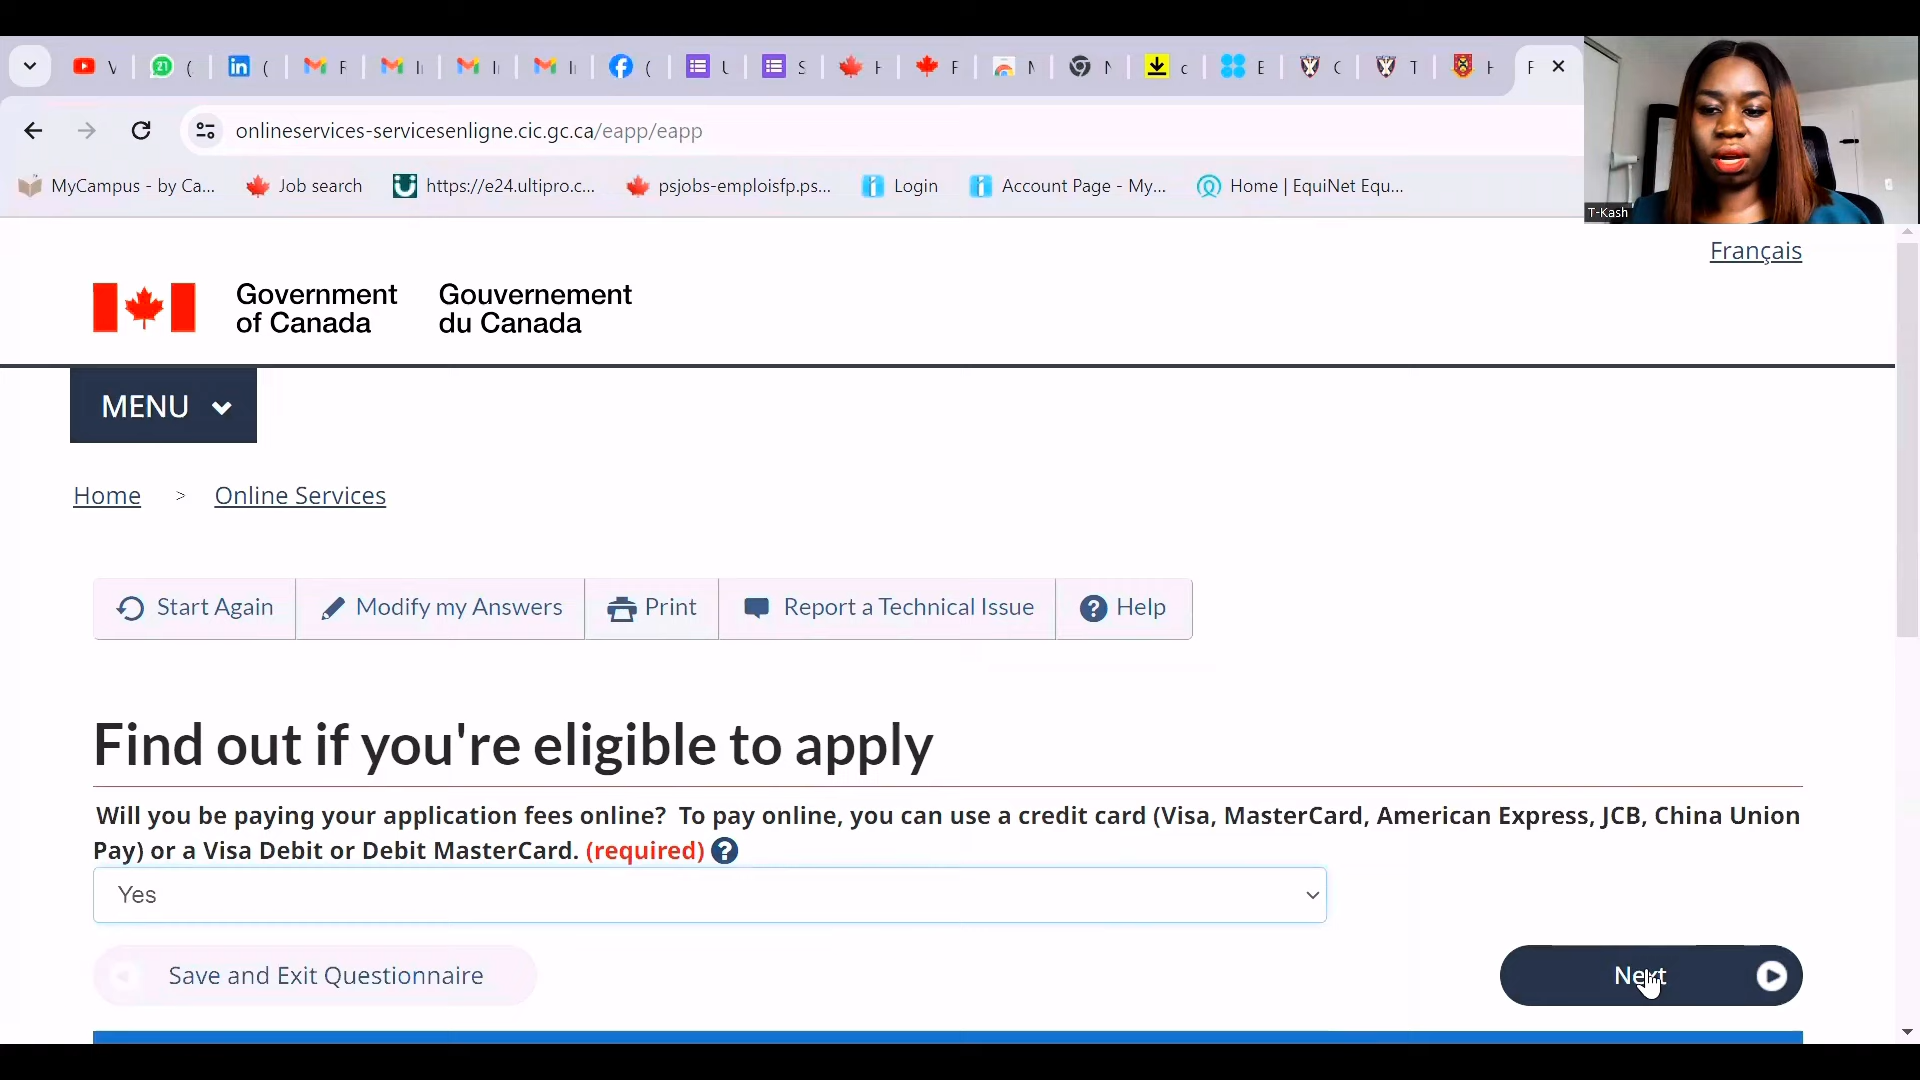 V
21
(
(
F
I
I
I
(
U
S
H
F
M
N
c
E
C
T
H
F
onlineservices-servicesenligne.cic.gc.ca/eapp/eapp
MyCampus - by Ca...
Job search
https://e24.ultipro.c...
psjobs-emploisfp.ps...
Login
Account Page - My...
Home | EquiNet Equ...
T-Kash
Français
Government of Canada
Gouvernement du Canada
MENU
Home > Online Services
Start Again
Modify my Answers
Print
Report a Technical Issue
Help
Find out if you're eligible to apply
Will you be paying your application fees online? To pay online, you can use a credit card (Visa, MasterCard, American Express, JCB, China Union
Pay) or a Visa Debit or Debit MasterCard. (required)
Yes
Save and Exit Questionnaire
Next